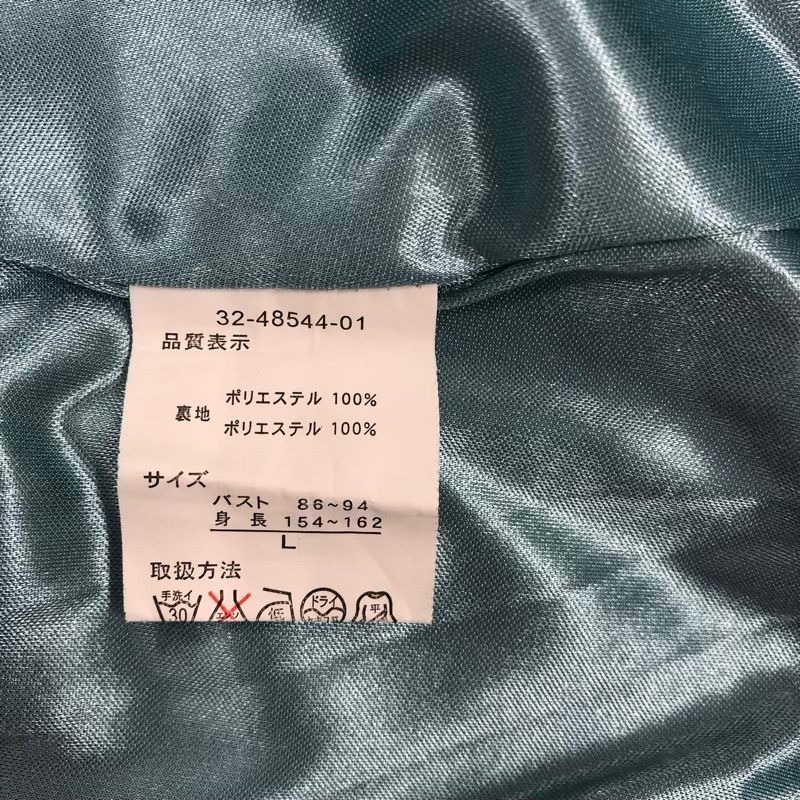 32-48544-01
品質表示
ポリエステル 100%
裏地 ポリエステル 100%
サイズ
バスト 86~94
身長 154~162
L
取扱方法
手洗イ ドライ
30 低 平